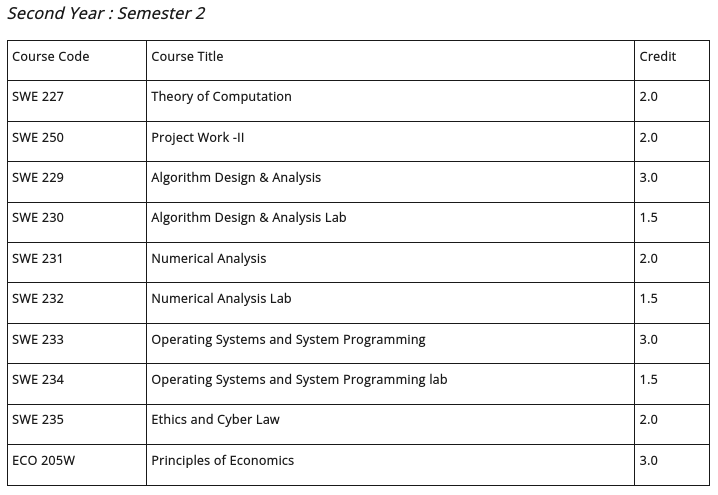 Second Year : Semester 2
Course Code Course Title Credit
SWE 227 Theory of Computation 2.0
SWE 250 Project Work -II 2.0
SWE 229 Algorithm Design & Analysis 3.0
SWE 230 Algorithm Design & Analysis Lab 1.5
SWE 231 Numerical Analysis 2.0
SWE 232 Numerical Analysis Lab 1.5
SWE 233 Operating Systems and System Programming 3.0
SWE 234 Operating Systems and System Programming lab 1.5
SWE 235 Ethics and Cyber Law 2.0
ECO 205W Principles of Economics 3.0